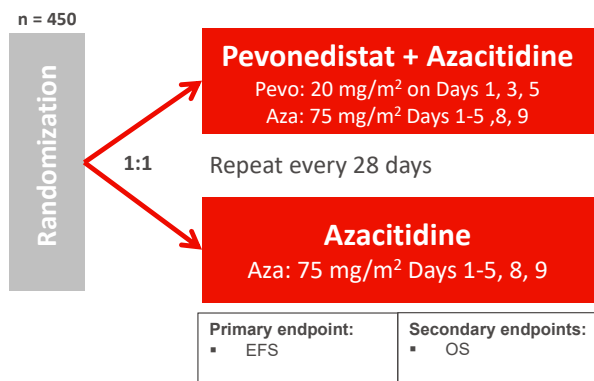 n = 450
Randomization
Pevonedistat + Azacitidine
Pevo: 20 mg/m² on Days 1, 3, 5
Aza: 75 mg/m² Days 1-5 ,8, 9
1:1
Repeat every 28 days
Azacitidine
Aza: 75 mg/m² Days 1-5, 8, 9
Primary endpoint:
▪ EFS
Secondary endpoints:
▪ OS